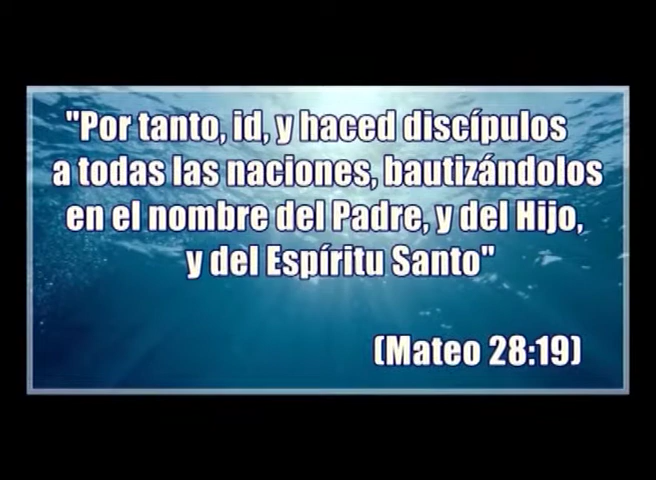 "Por tanto, id, y haced discípulos
a todas las naciones, bautizándolos
en el nombre del Padre, y del Hijo,
y del Espíritu Santo"
(Mateo 28:19)